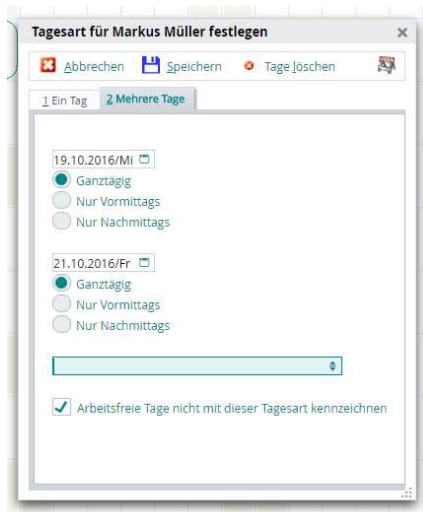 Tagesart für Markus Müller festlegen
Abbrechen Speichern Tage löschen
1 Ein Tag 2 Mehrere Tage
19.10.2016/Mi
Ganztägig
Nur Vormittags
Nur Nachmittags
21.10.2016/Fr
Ganztägig
Nur Vormittags
Nur Nachmittags
Arbeitsfreie Tage nicht mit dieser Tagesart kennzeichnen